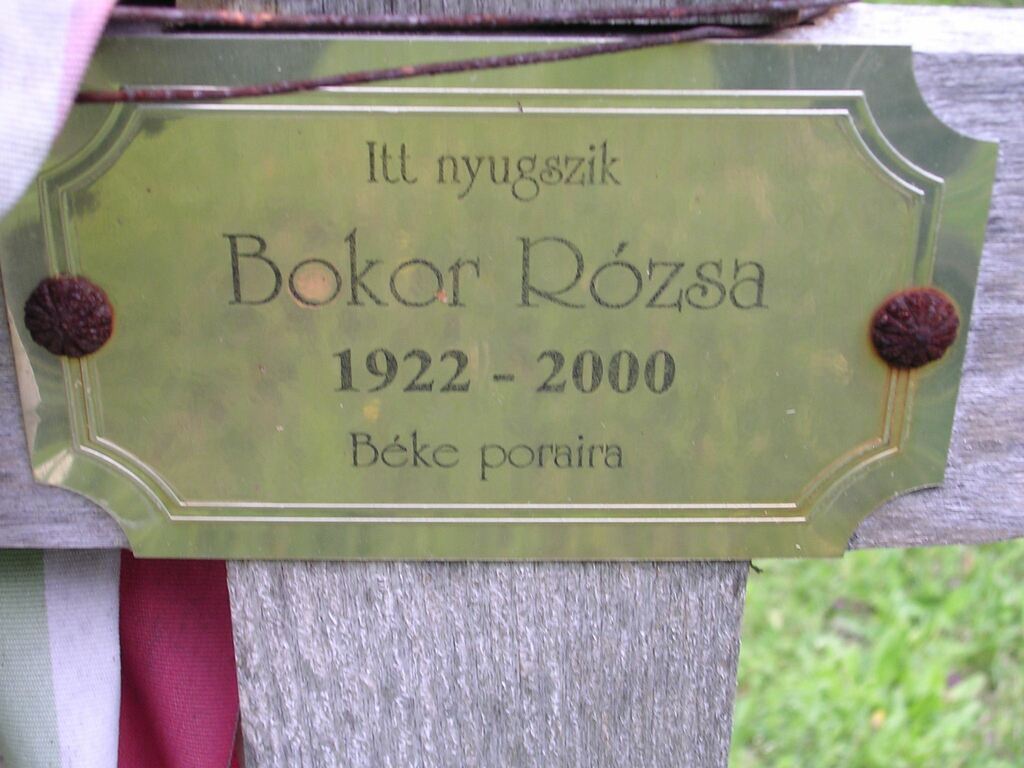 Itt nyugszik
Bokor Rózsa
1922 - 2000
Béke poraira